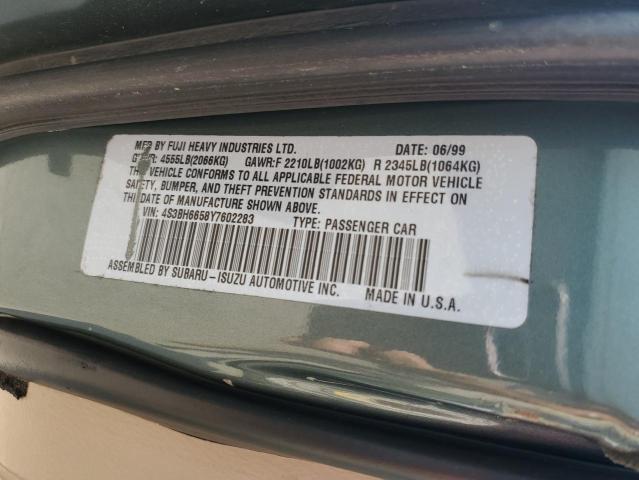 MFD BY FUJI HEAVY INDUSTRIES LTD. DATE: 06/99
GVWR: 4555LB(2066KG) GAWR:F 2210LB(1002KG) R 2345LB(1064KG)
THIS VEHICLE CONFORMS TO ALL APPLICABLE FEDERAL MOTOR VEHICLE
SAFETY, BUMPER, AND THEFT PREVENTION STANDARDS IN EFFECT ON
THE DATE OF MANUFACTURE SHOWN ABOVE.
VIN: 4S3BH6658Y7602283 TYPE: PASSENGER CAR
ASSEMBLED BY SUBARU-ISUZU AUTOMOTIVE INC. MADE IN U.S.A.